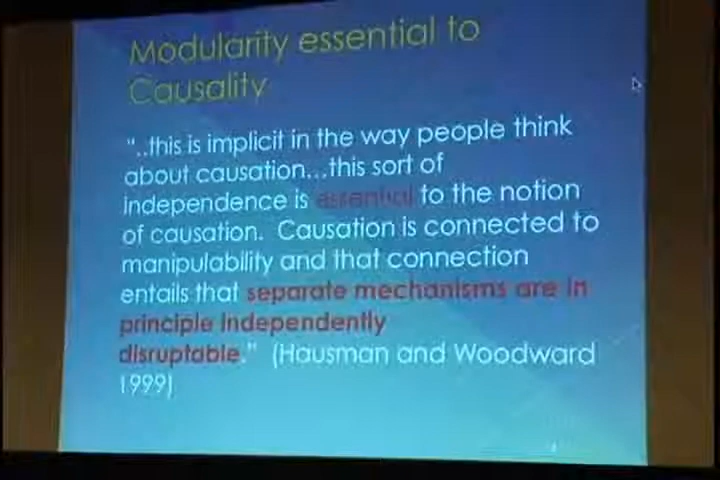 Modularity essential to
Causality
"..this is implicit in the way people think
about causation...this sort of
independence is essential to the notion
of causation. Causation is connected to
manipulability and that connection
entails that separate mechanisms are in
principle independently
disruptable." (Hausman and Woodward
1999)